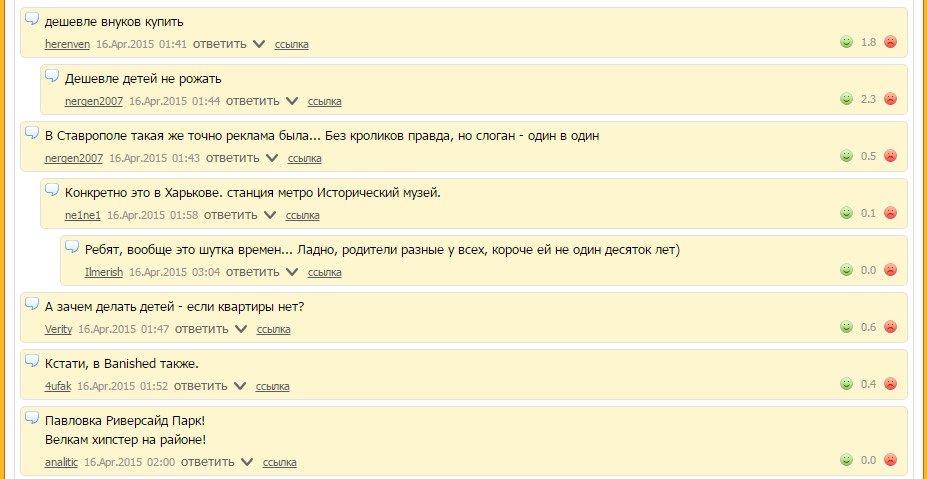 дешевле внуков купить
herenven 16.Apr.2015 01:41 ответить ссылка 1.8
Дешевле детей не рожать
nergen2007 16.Apr.2015 01:44 ответить ссылка 2.3
В Ставрополе такая же точно реклама была... Без кроликов правда, но слоган - один в один
nergen2007 16.Apr.2015 01:43 ответить ссылка 0.5
Конкретно это в Харькове. станция метро Исторический музей.
ne1ne1 16.Apr.2015 01:58 ответить ссылка 0.1
Ребят, вообще это шутка времен... Ладно, родители разные у всех, короче ей не один десяток лет)
Ilmerish 16.Apr.2015 03:04 ответить ссылка 0.0
А зачем делать детей - если квартиры нет?
Verity 16.Apr.2015 01:47 ответить ссылка 0.6
Кстати, в Banished также.
4ufak 16.Apr.2015 01:52 ответить ссылка 0.4
Павловка Риверсайд Парк!
Велкам хипстер на районе!
analitic 16.Apr.2015 02:00 ответить ссылка 0.0